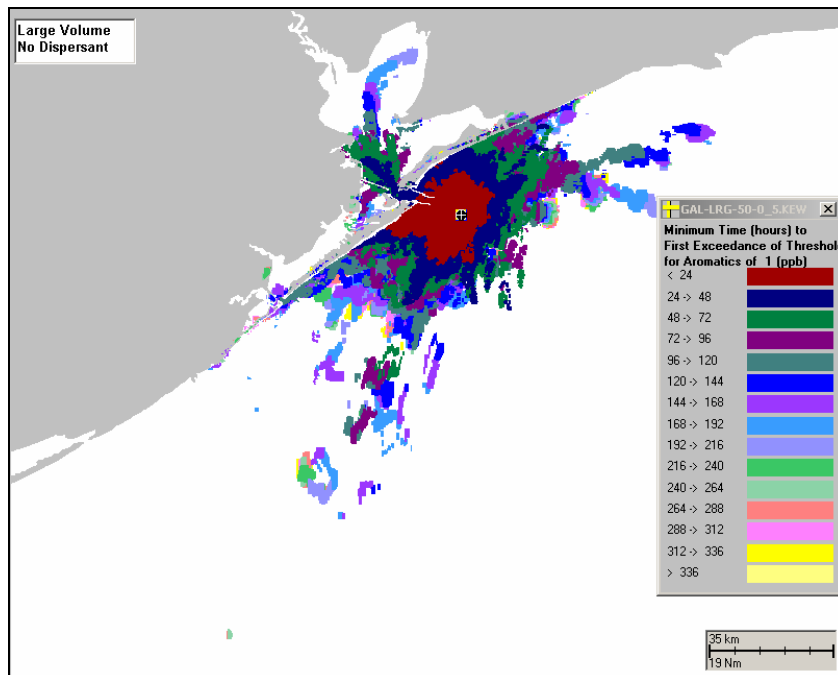 Large Volume
No Dispersant
GAL-LRG-50-0_5.KEW
Minimum Time (hours) to
First Exceedance of Threshol
for Aromatics of 1 (ppb)
< 24
24 -> 48
48 -> 72
72 -> 96
96 -> 120
120 -> 144
144 -> 168
168 -> 192
192 -> 216
216 -> 240
240 -> 264
264 -> 288
288 -> 312
312 -> 336
> 336
35 km
19 Nm